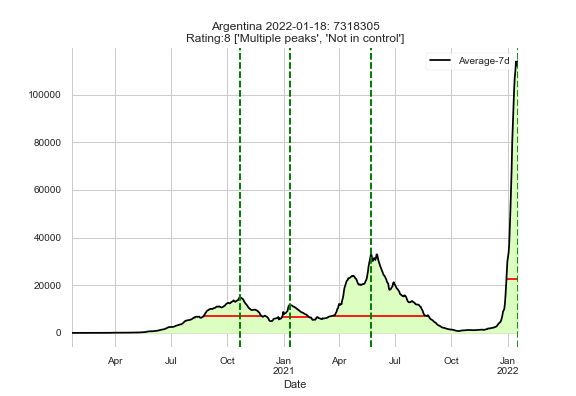 Argentina 2022-01-18: 7318305
Rating:8 ['Multiple peaks', 'Not in control']
Average-7d
100000
80000
60000
40000
20000
0
Apr Jul Oct Jan Apr Jul Oct Jan
2021 2022
Date